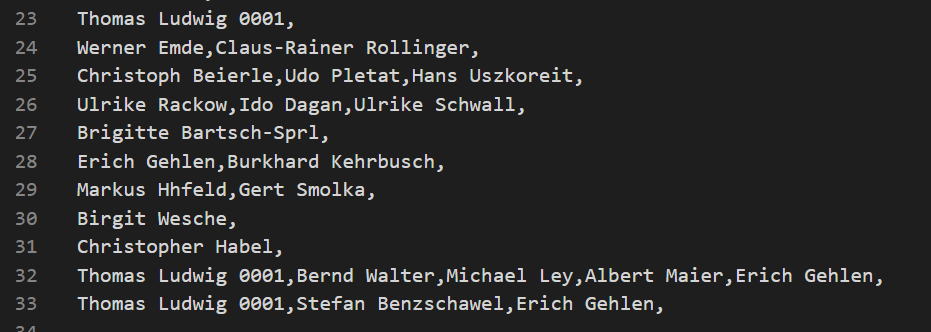 23 Thomas Ludwig 0001,
24 Werner Emde,Claus-Rainer Rollinger,
25 Christoph Beierle,Udo Pletat,Hans Uszkoreit,
26 Ulrike Rackow,Ido Dagan,Ulrike Schwall,
27 Brigitte Bartsch-Sprl,
28 Erich Gehlen,Burkhard Kehrbusch,
29 Markus Hhfeld,Gert Smolka,
30 Birgit Wesche,
31 Christopher Habel,
32 Thomas Ludwig 0001,Bernd Walter,Michael Ley,Albert Maier,Erich Gehlen,
33 Thomas Ludwig 0001,Stefan Benzschawel,Erich Gehlen,